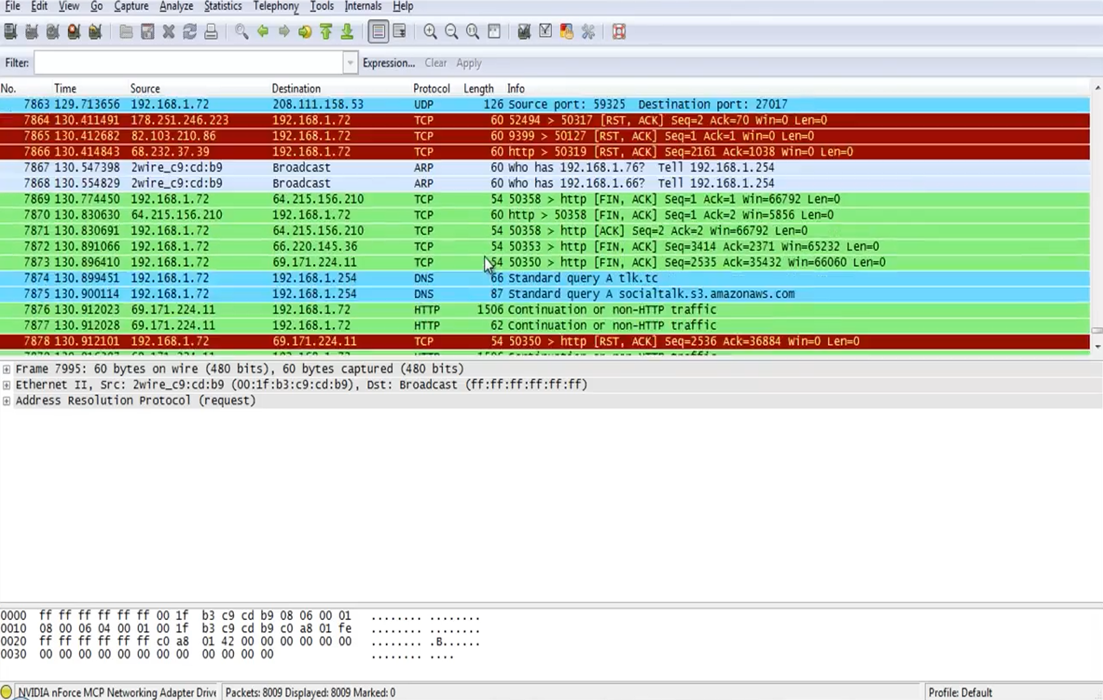 File Edit View Go Capture Analyze Statistics Telephony Tools Internals Help
Filter: Expression... Clear Apply
No. Time Source Destination Protocol Length Info
7863 129.713656 192.168.1.72 208.111.158.53 UDP 126 Source port: 59325 Destination port: 27017
7864 130.411491 178.251.246.223 192.168.1.72 TCP 60 52494 > 50317 [RST, ACK] Seq=2 Ack=70 Win=0 Len=0
7865 130.412682 82.103.210.86 192.168.1.72 TCP 60 9399 > 50127 [RST, ACK] Seq=1 Ack=1 Win=0 Len=0
7866 130.414843 68.232.37.39 192.168.1.72 TCP 60 http > 50319 [RST, ACK] Seq=2161 Ack=1038 Win=0 Len=0
7867 130.547398 2wire_c9:cd:b9 Broadcast ARP 60 Who has 192.168.1.76? Tell 192.168.1.254
7868 130.554829 2wire_c9:cd:b9 Broadcast ARP 60 Who has 192.168.1.66? Tell 192.168.1.254
7869 130.774450 192.168.1.72 64.215.156.210 TCP 54 50358 > http [FIN, ACK] Seq=1 Ack=1 Win=66792 Len=0
7870 130.830630 64.215.156.210 192.168.1.72 TCP 60 http > 50358 [FIN, ACK] Seq=1 Ack=2 Win=5856 Len=0
7871 130.830691 192.168.1.72 64.215.156.210 TCP 54 50358 > http [ACK] Seq=2 Ack=2 Win=66792 Len=0
7872 130.891066 192.168.1.72 66.220.145.36 TCP 54 50353 > http [FIN, ACK] Seq=3414 Ack=2371 Win=65232 Len=0
7873 130.896410 192.168.1.72 69.171.224.11 TCP 54 50350 > http [FIN, ACK] Seq=2535 Ack=35432 Win=66060 Len=0
7874 130.899451 192.168.1.72 192.168.1.254 DNS 66 Standard query A tlk.tc
7875 130.900114 192.168.1.72 192.168.1.254 DNS 87 Standard query A socialtalk.s3.amazonaws.com
7876 130.912023 69.171.224.11 192.168.1.72 HTTP 1506 Continuation or non-HTTP traffic
7877 130.912028 69.171.224.11 192.168.1.72 HTTP 62 Continuation or non-HTTP traffic
7878 130.912101 192.168.1.72 69.171.224.11 TCP 54 50350 > http [RST, ACK] Seq=2536 Ack=36884 Win=0 Len=0
Frame 7995: 60 bytes on wire (480 bits), 60 bytes captured (480 bits)
Ethernet II, Src: 2wire_c9:cd:b9 (00:1f:b3:c9:cd:b9), Dst: Broadcast (ff:ff:ff:ff:ff:ff)
Address Resolution Protocol (request)
0000 ff ff ff ff ff ff 00 1f b3 c9 cd b9 08 06 00 01 ........ ........
0010 08 00 06 04 00 01 00 1f b3 c9 cd b9 c0 a8 01 fe ........ ........
0020 ff ff ff ff ff ff c0 a8 01 42 00 00 00 00 00 00 ........ .B......
0030 00 00 00 00 00 00 00 00 00 00 00 00 ........ ....
NVIDIA nForce MCP Networking Adapter Drive Packets: 8009 Displayed: 8009 Marked: 0 Profile: Default